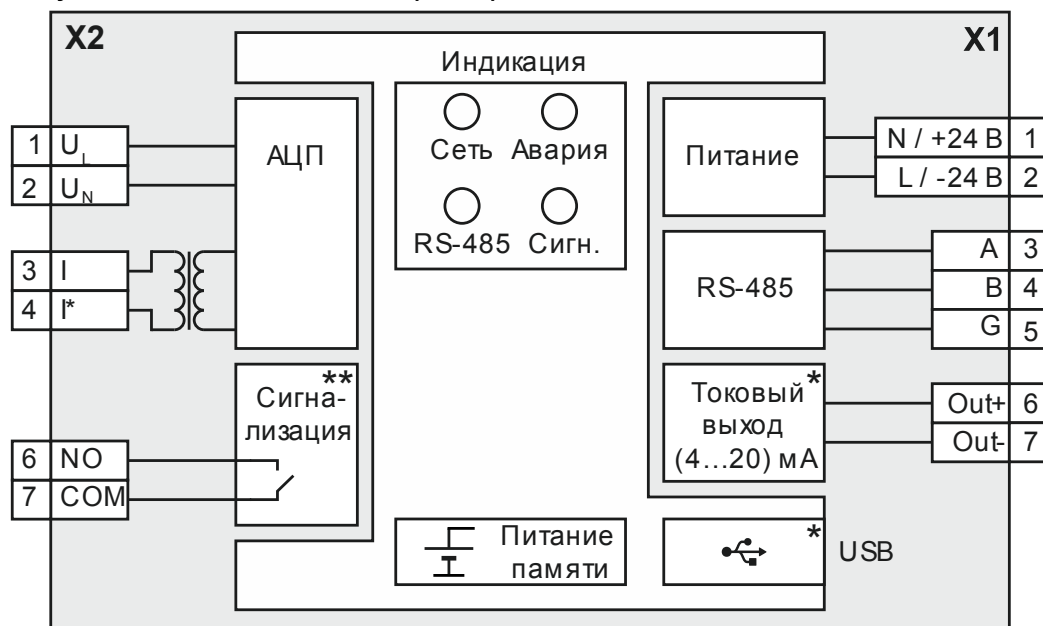 X2
X1
Индикация
Сеть Авария
RS-485 Сигн.
1 U_L
2 U_N
3 I
4 I*
АЦП
**
Сигна-
лизация
6 NO
7 COM
Питание
N / +24 В 1
L / -24 В 2
RS-485
A 3
B 4
G 5
Токовый *
выход
(4...20) мА
Out+ 6
Out- 7
Питание
памяти
*
USB